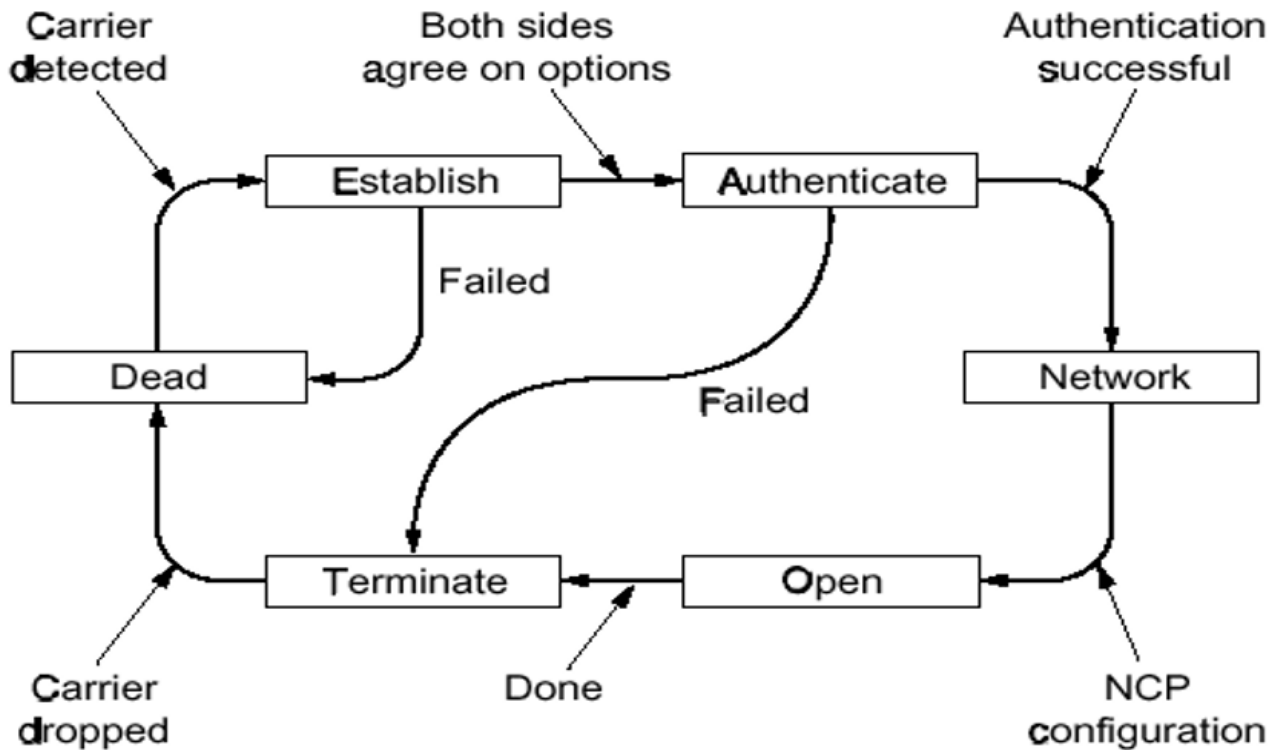 Carrier
detected
Both sides
agree on options
Authentication
successful
Establish
Authenticate
Failed
Dead
Network
Failed
Terminate
Open
Carrier
dropped
Done
NCP
configuration